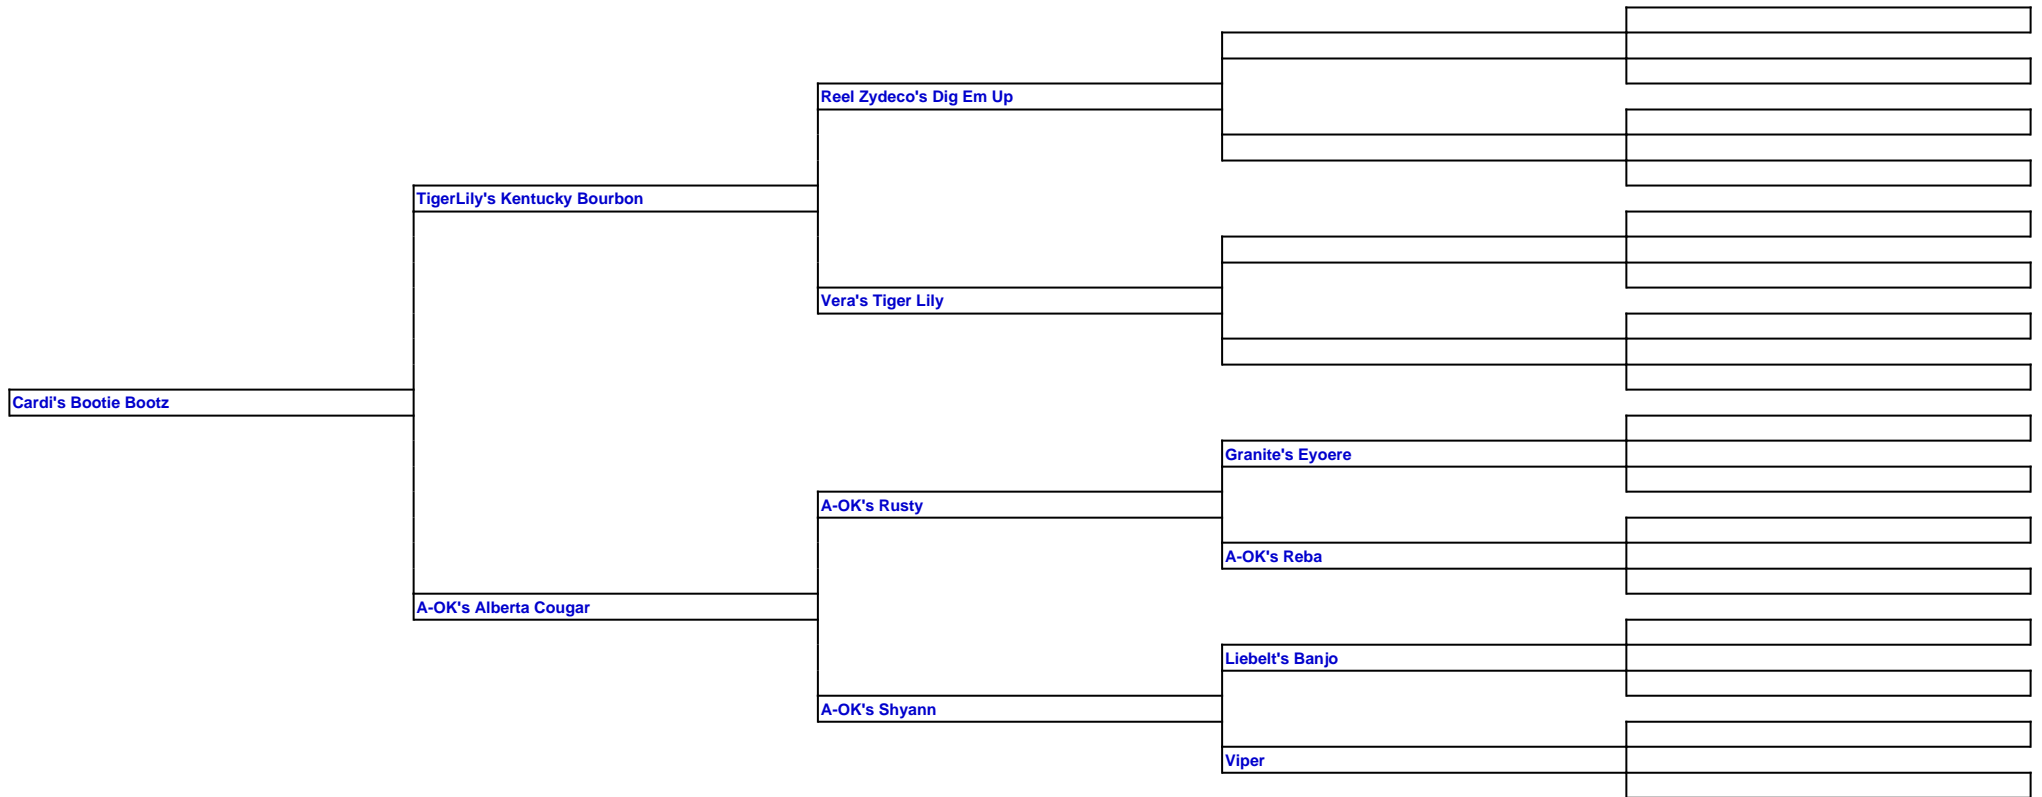 Reel Zydeco's Dig Em Up
TigerLily's Kentucky Bourbon
Vera's Tiger Lily
Cardi's Bootie Bootz
Granite's Eyoere
A-OK's Rusty
A-OK's Reba
A-OK's Alberta Cougar
Liebelt's Banjo
A-OK's Shyann
Viper